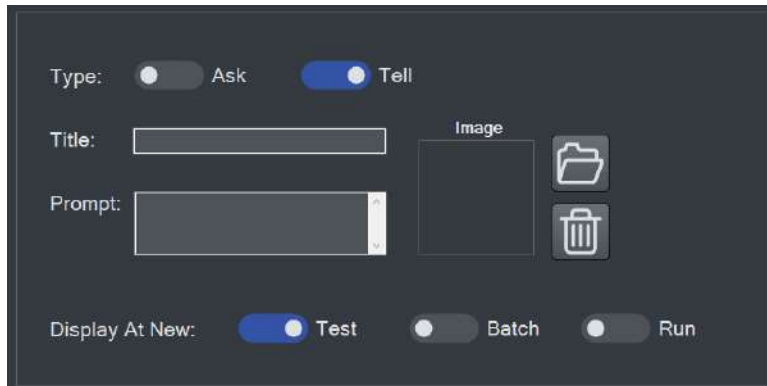 Type: Ask Tell
Image
Title:
Prompt:
Display At New: Test Batch Run